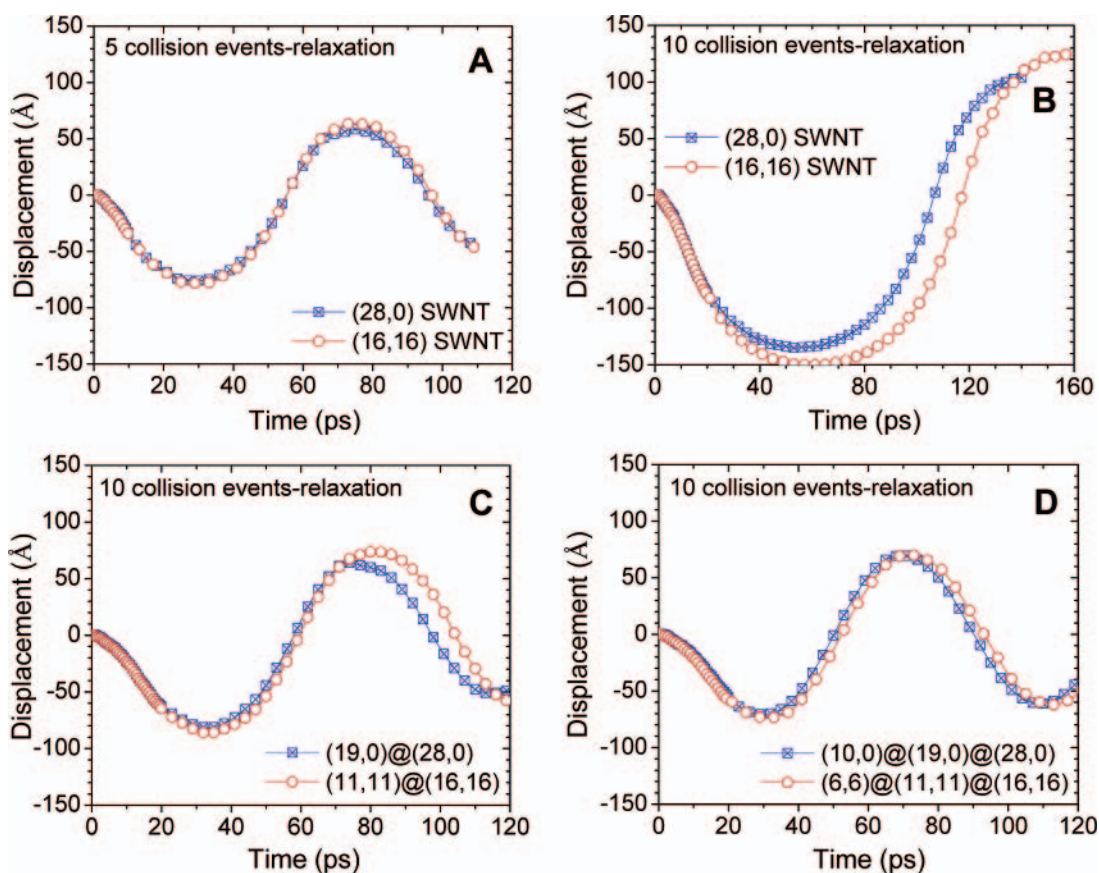 5 collision events-relaxation
A
150
100
50
0
-50
-100
-150
Displacement (Å)
(28,0) SWNT
(16,16) SWNT
0 20 40 60 80 100 120
Time (ps)
10 collision events-relaxation
B
150
100
50
0
-50
-100
-150
Displacement (Å)
(28,0) SWNT
(16,16) SWNT
0 40 80 120 160
Time (ps)
10 collision events-relaxation
C
150
100
50
0
-50
-100
-150
Displacement (Å)
(19,0)@(28,0)
(11,11)@(16,16)
0 20 40 60 80 100 120
Time (ps)
10 collision events-relaxation
D
150
100
50
0
-50
-100
-150
Displacement (Å)
(10,0)@(19,0)@(28,0)
(6,6)@(11,11)@(16,16)
0 20 40 60 80 100 120
Time (ps)